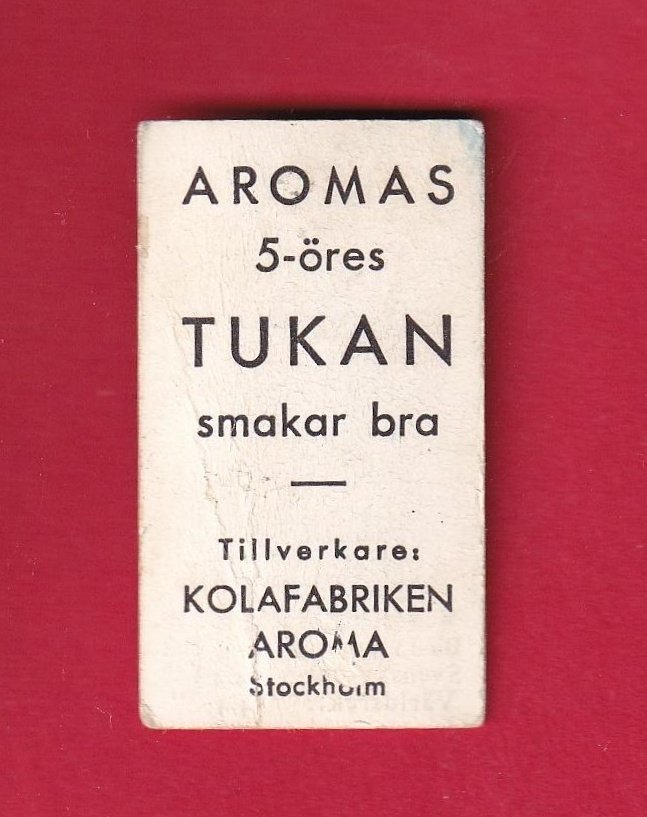 AROMAS
5-öres
TUKAN
smakar bra
Tillverkare:
KOLAFABRIKEN
AROMA
Stockholm